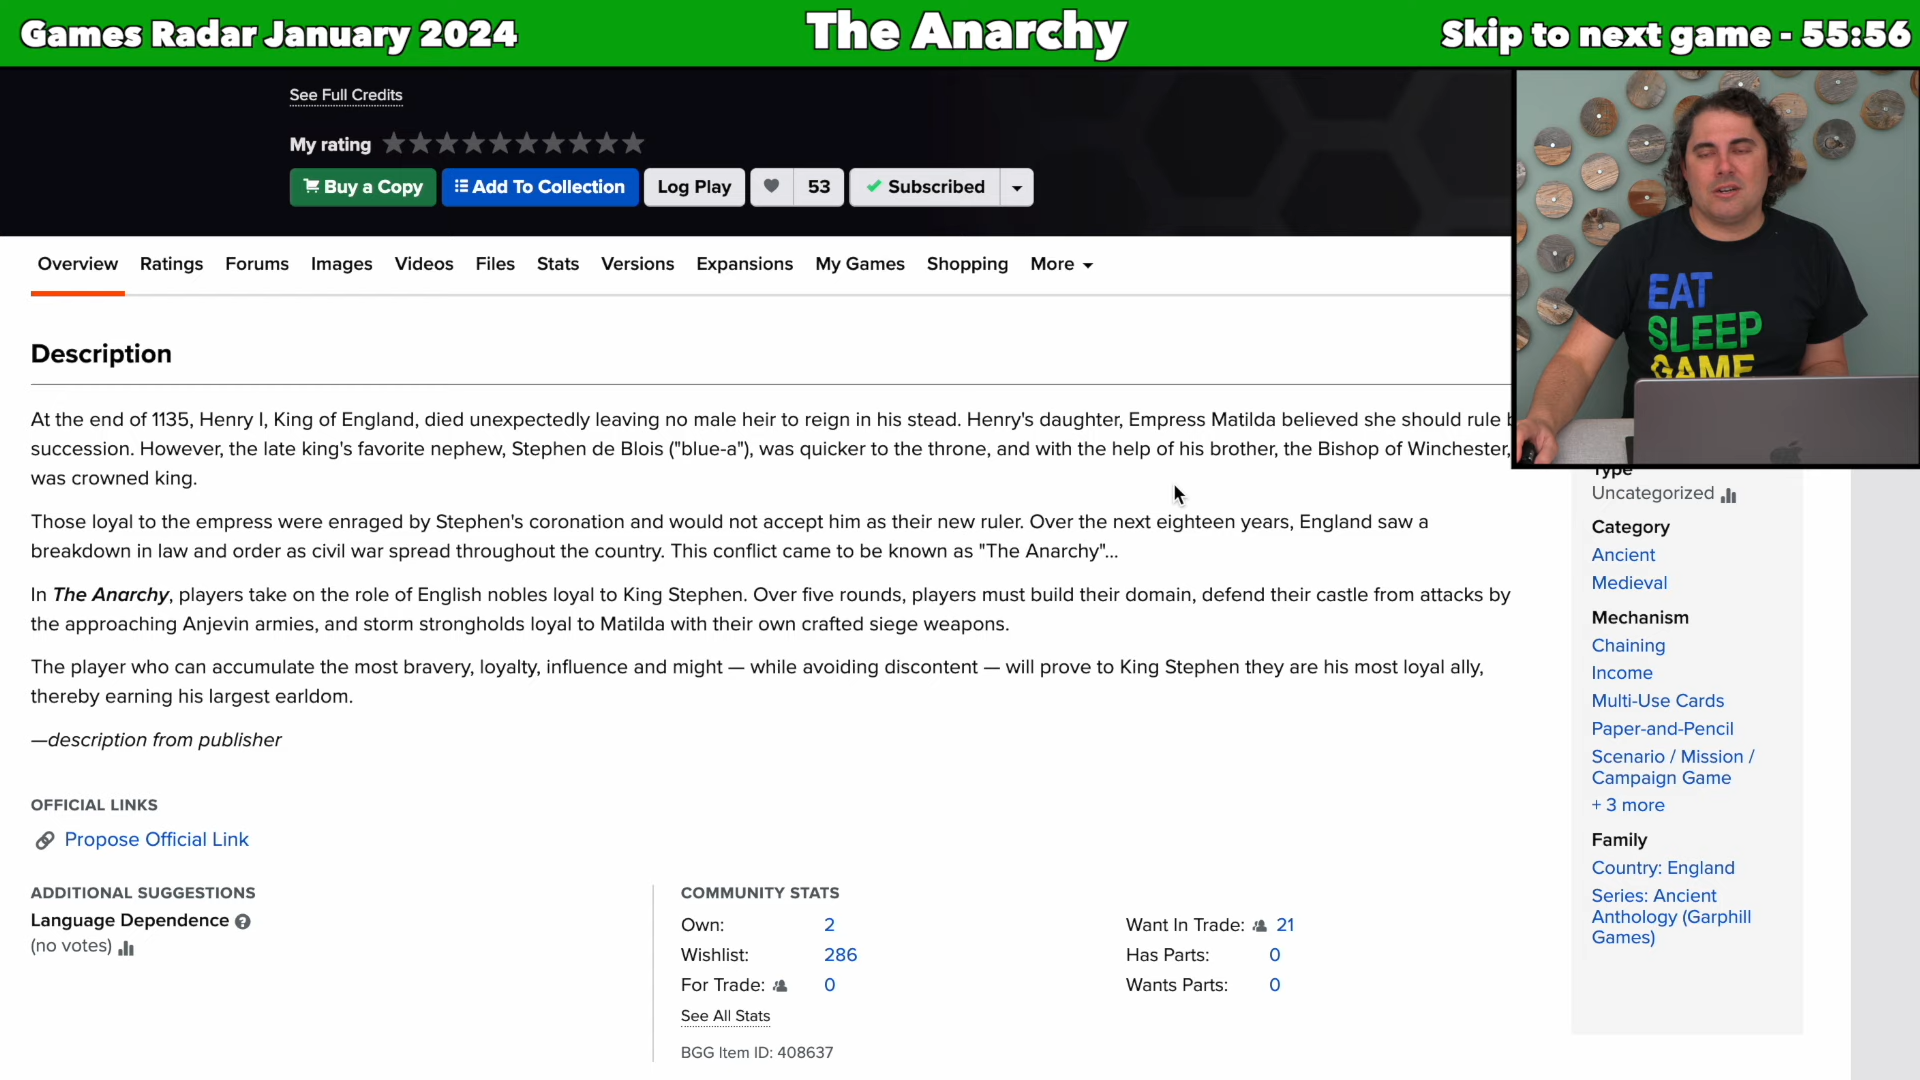 Games Radar January 2024
The Anarchy
Skip to next game - 55:56
See Full Credits
My rating
Buy a Copy
Add To Collection
Log Play
53
Subscribed
Overview
Ratings
Forums
Images
Videos
Files
Stats
Versions
Expansions
My Games
Shopping
More
EAT
SLEEP
GAME
Description
At the end of 1135, Henry I, King of England, died unexpectedly leaving no male heir to reign in his stead. Henry's daughter, Empress Matilda believed she should rule
succession. However, the late king's favorite nephew, Stephen de Blois ("blue-a"), was quicker to the throne, and with the help of his brother, the Bishop of Winchester,
was crowned king.
Those loyal to the empress were enraged by Stephen's coronation and would not accept him as their new ruler. Over the next eighteen years, England saw a
breakdown in law and order as civil war spread throughout the country. This conflict came to be known as "The Anarchy"...
In The Anarchy, players take on the role of English nobles loyal to King Stephen. Over five rounds, players must build their domain, defend their castle from attacks by
the approaching Anjevin armies, and storm strongholds loyal to Matilda with their own crafted siege weapons.
The player who can accumulate the most bravery, loyalty, influence and might — while avoiding discontent — will prove to King Stephen they are his most loyal ally,
thereby earning his largest earldom.
—description from publisher
OFFICIAL LINKS
Propose Official Link
ADDITIONAL SUGGESTIONS
Language Dependence
(no votes)
COMMUNITY STATS
Own: 2
Wishlist: 286
For Trade: 0
See All Stats
BGG Item ID: 408637
Want In Trade: 21
Has Parts: 0
Wants Parts: 0
Type
Uncategorized
Category
Ancient
Medieval
Mechanism
Chaining
Income
Multi-Use Cards
Paper-and-Pencil
Scenario / Mission /
Campaign Game
+ 3 more
Family
Country: England
Series: Ancient
Anthology (Garphill
Games)